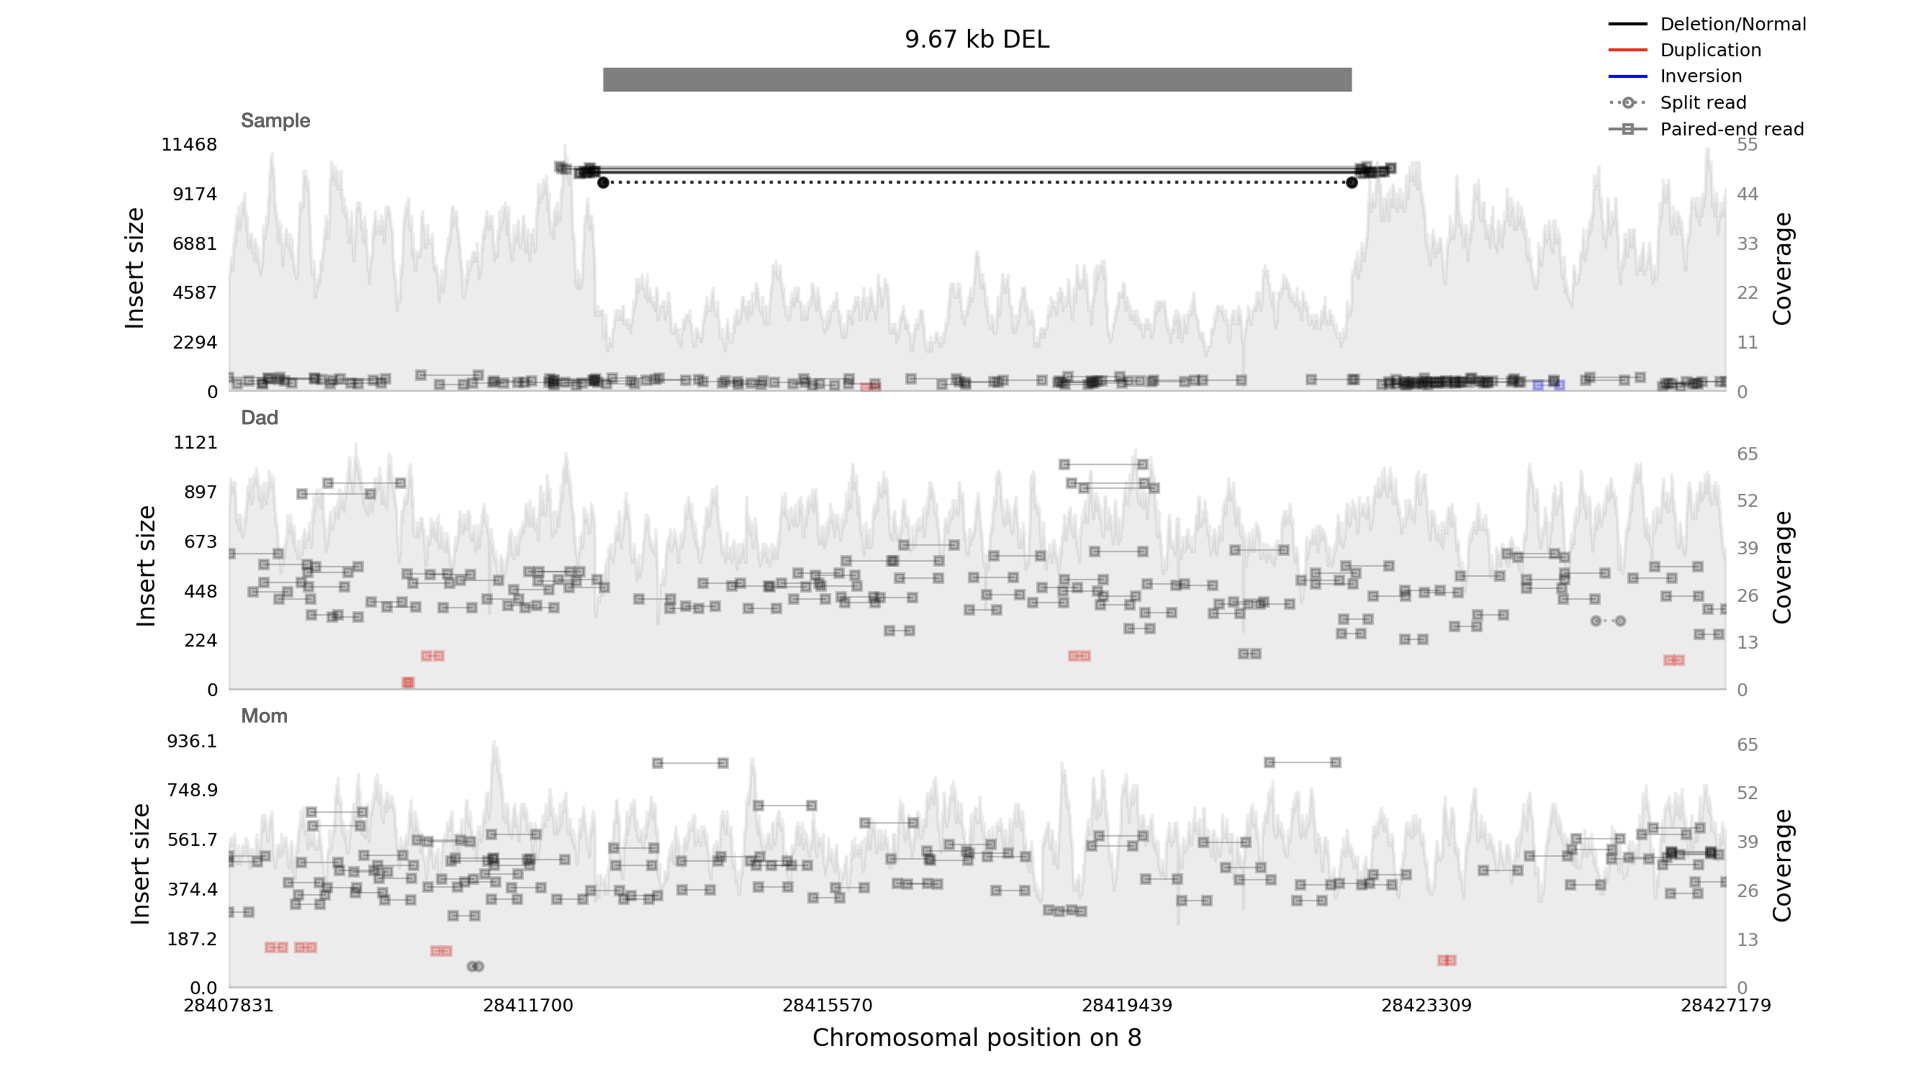 9.67 kb DEL
Deletion/Normal
Duplication
Inversion
Split read
Paired-end read
Sample
11468
9174
6881
4587
2294
0
Insert size
55
44
33
22
11
0
Coverage
Dad
1121
897
673
448
224
0
Insert size
65
52
39
26
13
0
Coverage
Mom
936.1
748.9
561.7
374.4
187.2
0.0
Insert size
65
52
39
26
13
0
Coverage
28407831
28411700
28415570
28419439
28423309
28427179
Chromosomal position on 8